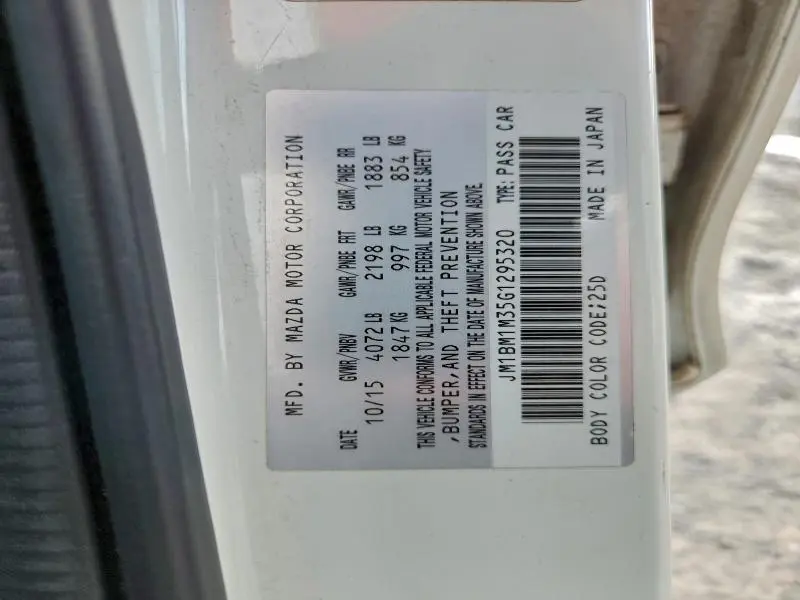 MFD. BY MAZDA MOTOR CORPORATION
DATE GVWR/PNBV GAWR/PNBE FRT GAWR/PNBE RR
10/15 4072 LB 2198 LB 1883 LB
1847 KG 997 KG 854 KG
THIS VEHICLE CONFORMS TO ALL APPLICABLE FEDERAL MOTOR VEHICLE SAFETY
,BUMPER,AND THEFT PREVENTION
STANDARDS IN EFFECT ON THE DATE OF MANUFACTURE SHOWN ABOVE.
JM1BM1M35G1295320 TYPE: PASS CAR
BODY COLOR CODE;25D MADE IN JAPAN